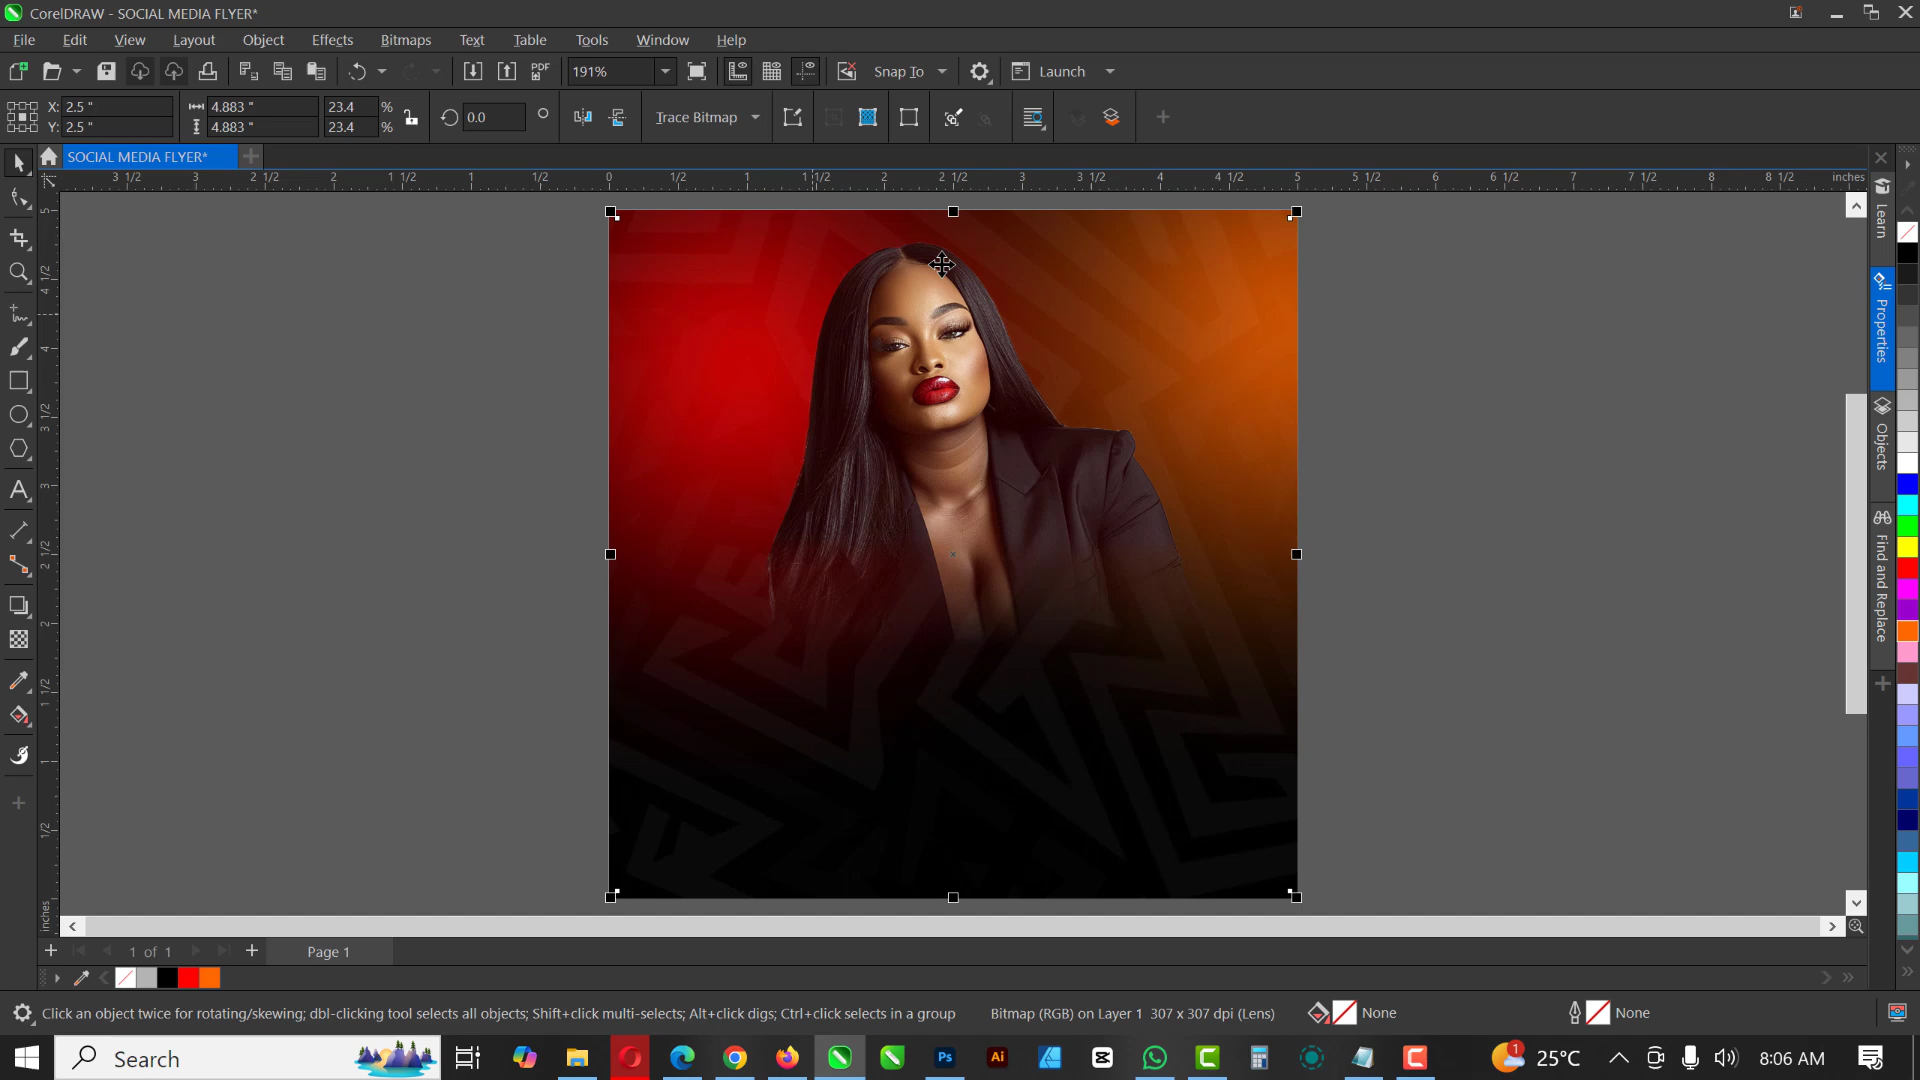 CorelDRAW - SOCIAL MEDIA FLYER*
File Edit View Layout Object Effects Bitmaps Text Table Tools Window Help
PDF 191% Snap To Launch
X: 2.5 " 4.883 " 23.4 % 0.0 Trace Bitmap
Y: 2.5 " 4.883 " 23.4 %
SOCIAL MEDIA FLYER*
3 1/2 3 2 1/2 2 1 1/2 1 1/2 0 1/2 1 1 1/2 2 2 1/2 3 3 1/2 4 4 1/2 5 5 1/2 6 6 1/2 7 7 1/2 8 8 1/2 inches
5
4 1/2
4
3 1/2
3
2 1/2
2
1 1/2
1
1/2
inches
Learn
Properties
Objects
Find and Replace
1 of 1 Page 1
Click an object twice for rotating/skewing; dbl-clicking tool selects all objects; Shift+click multi-selects; Alt+click digs; Ctrl+click selects in a group Bitmap (RGB) on Layer 1 307 x 307 dpi (Lens) None None
Search Ps Ai 1 25°C 8:06 AM